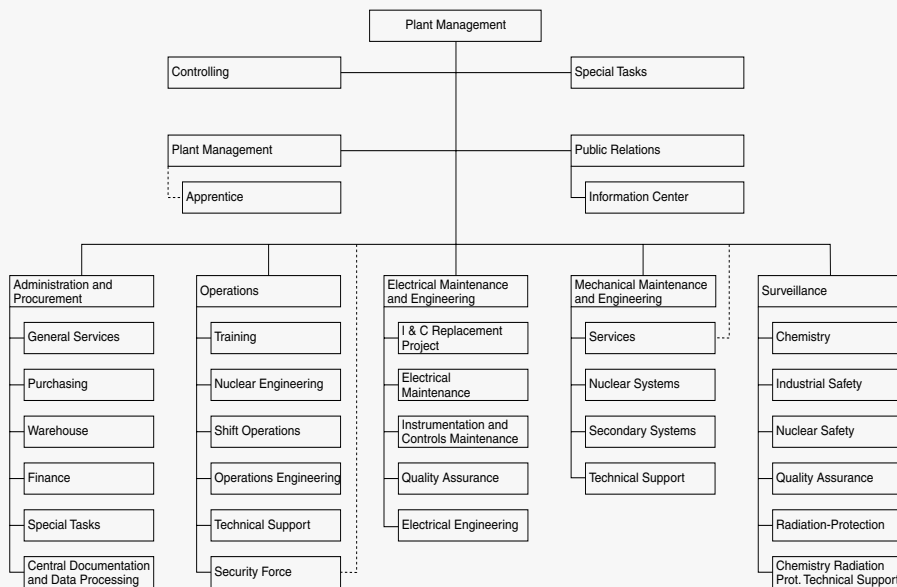 Plant Management
Controlling
Special Tasks
Plant Management
Public Relations
Apprentice
Information Center
Administration and
Procurement
General Services
Purchasing
Warehouse
Finance
Special Tasks
Central Documentation
and Data Processing
Operations
Training
Nuclear Engineering
Shift Operations
Operations Engineering
Technical Support
Security Force
Electrical Maintenance
and Engineering
I & C Replacement
Project
Electrical
Maintenance
Instrumentation and
Controls Maintenance
Quality Assurance
Electrical Engineering
Mechanical Maintenance
and Engineering
Services
Nuclear Systems
Secondary Systems
Technical Support
Surveillance
Chemistry
Industrial Safety
Nuclear Safety
Quality Assurance
Radiation-Protection
Chemistry Radiation
Prot. Technical Support